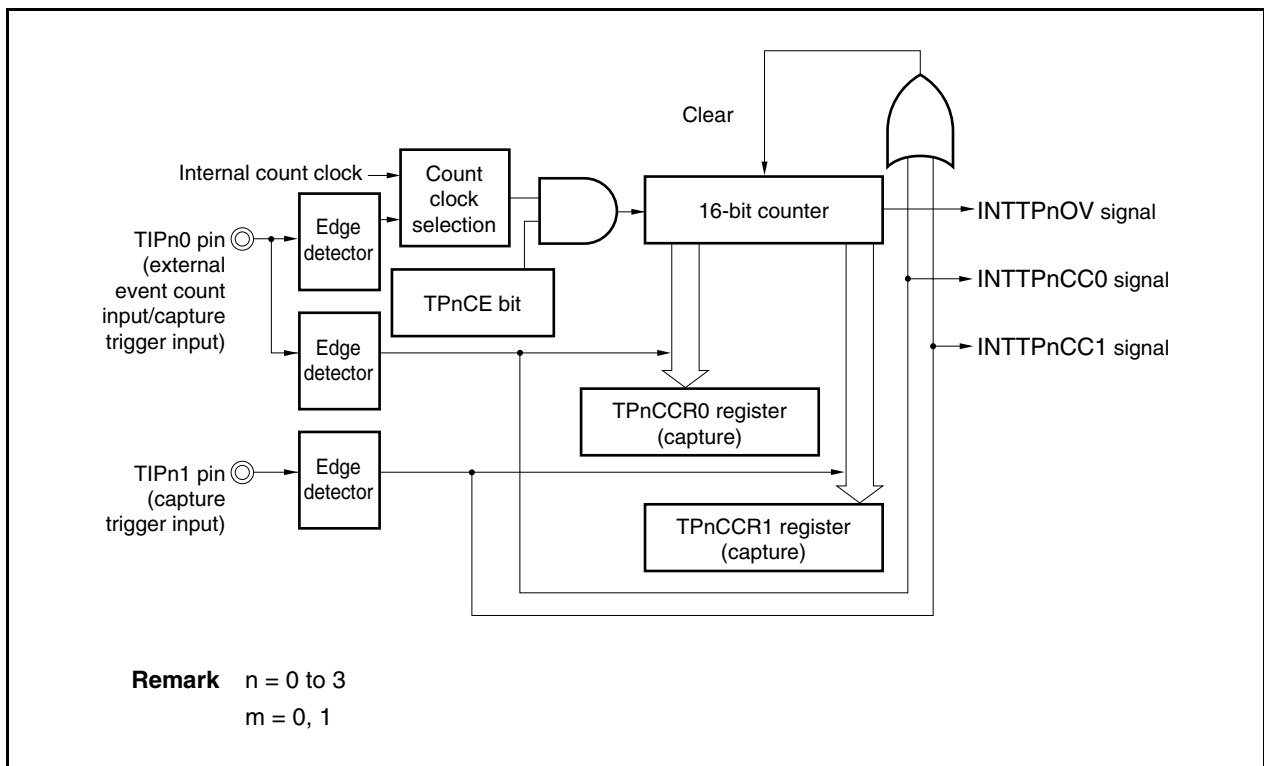 Clear
Internal count clock
Count
clock
selection
Edge
detector
16-bit counter
INTTPnOV signal
TIPn0 pin
(external
event count
input/capture
trigger input)
TPnCE bit
INTTPnCC0 signal
Edge
detector
INTTPnCC1 signal
TPnCCR0 register
(capture)
TIPn1 pin
(capture
trigger input)
Edge
detector
TPnCCR1 register
(capture)
Remark n = 0 to 3
m = 0, 1